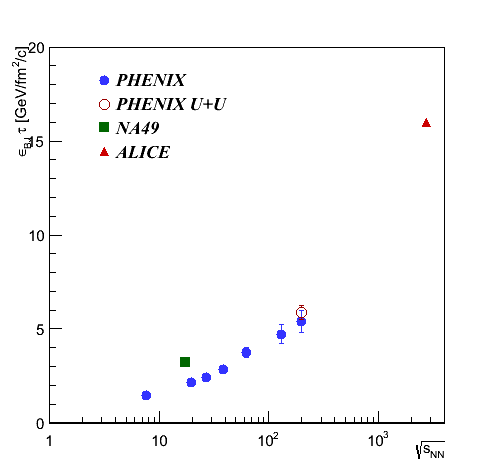 20
ε_BJ τ [GeV/fm²/c]
PHENIX
PHENIX U+U
NA49
ALICE
15
10
5
0
1 10 10² 10³
√s_NN